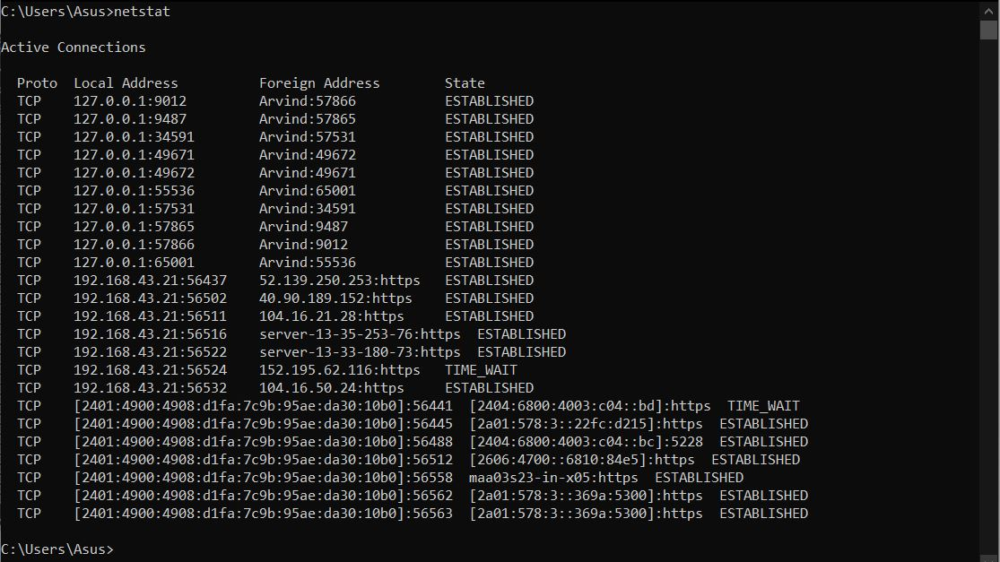 C:\Users\Asus>netstat
Active Connections
Proto  Local Address          Foreign Address        State
TCP    127.0.0.1:9012         Arvind:57866           ESTABLISHED
TCP    127.0.0.1:9487         Arvind:57865           ESTABLISHED
TCP    127.0.0.1:34591        Arvind:57531           ESTABLISHED
TCP    127.0.0.1:49671        Arvind:49672           ESTABLISHED
TCP    127.0.0.1:49672        Arvind:49671           ESTABLISHED
TCP    127.0.0.1:55536        Arvind:65001           ESTABLISHED
TCP    127.0.0.1:57531        Arvind:34591           ESTABLISHED
TCP    127.0.0.1:57865        Arvind:9487            ESTABLISHED
TCP    127.0.0.1:57866        Arvind:9012            ESTABLISHED
TCP    127.0.0.1:65001        Arvind:55536           ESTABLISHED
TCP    192.168.43.21:56437    52.139.250.253:https   ESTABLISHED
TCP    192.168.43.21:56502    40.90.189.152:https    ESTABLISHED
TCP    192.168.43.21:56511    104.16.21.28:https     ESTABLISHED
TCP    192.168.43.21:56516    server-13-35-253-76:https  ESTABLISHED
TCP    192.168.43.21:56522    server-13-33-180-73:https  ESTABLISHED
TCP    192.168.43.21:56524    152.195.62.116:https   TIME_WAIT
TCP    192.168.43.21:56532    104.16.50.24:https     ESTABLISHED
TCP    [2401:4900:4908:d1fa:7c9b:95ae:da30:10b0]:56441  [2404:6800:4003:c04::bd]:https  TIME_WAIT
TCP    [2401:4900:4908:d1fa:7c9b:95ae:da30:10b0]:56445  [2a01:578:3::22fc:d215]:https  ESTABLISHED
TCP    [2401:4900:4908:d1fa:7c9b:95ae:da30:10b0]:56488  [2404:6800:4003:c04::bc]:5228  ESTABLISHED
TCP    [2401:4900:4908:d1fa:7c9b:95ae:da30:10b0]:56512  [2606:4700::6810:84e5]:https  ESTABLISHED
TCP    [2401:4900:4908:d1fa:7c9b:95ae:da30:10b0]:56558  maa03s23-in-x05:https  ESTABLISHED
TCP    [2401:4900:4908:d1fa:7c9b:95ae:da30:10b0]:56562  [2a01:578:3::369a:5300]:https  ESTABLISHED
TCP    [2401:4900:4908:d1fa:7c9b:95ae:da30:10b0]:56563  [2a01:578:3::369a:5300]:https  ESTABLISHED
C:\Users\Asus>